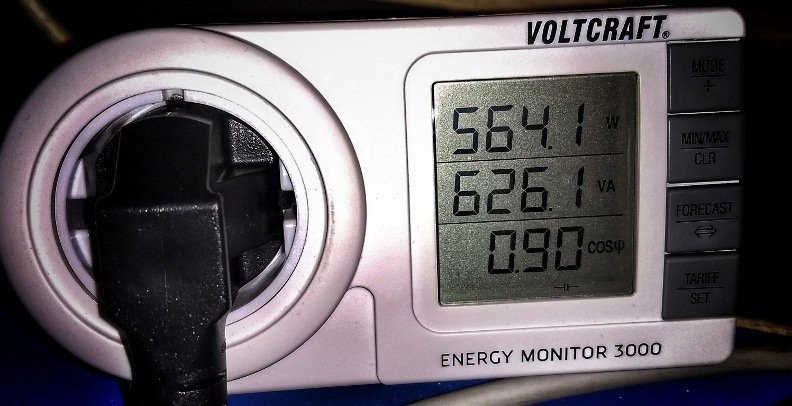 VOLTCRAFT®
564.1 W
626.1 VA
0.90 COSφ
MODE
+
MIN/MAX
CLR
FORECAST
⇔
TARIFF
SET
ENERGY MONITOR 3000